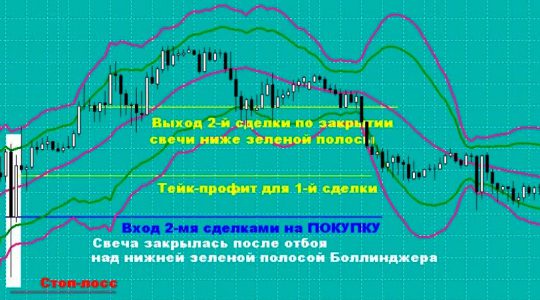 Выход 2-й сделки по закрытии
свечи ниже зеленой полосы
Тейк-профит для 1-й сделки
Вход 2-мя сделками на ПОКУПКУ
Свеча закрылась после отбоя
над нижней зеленой полосой Боллинджера
Стоп-лосс